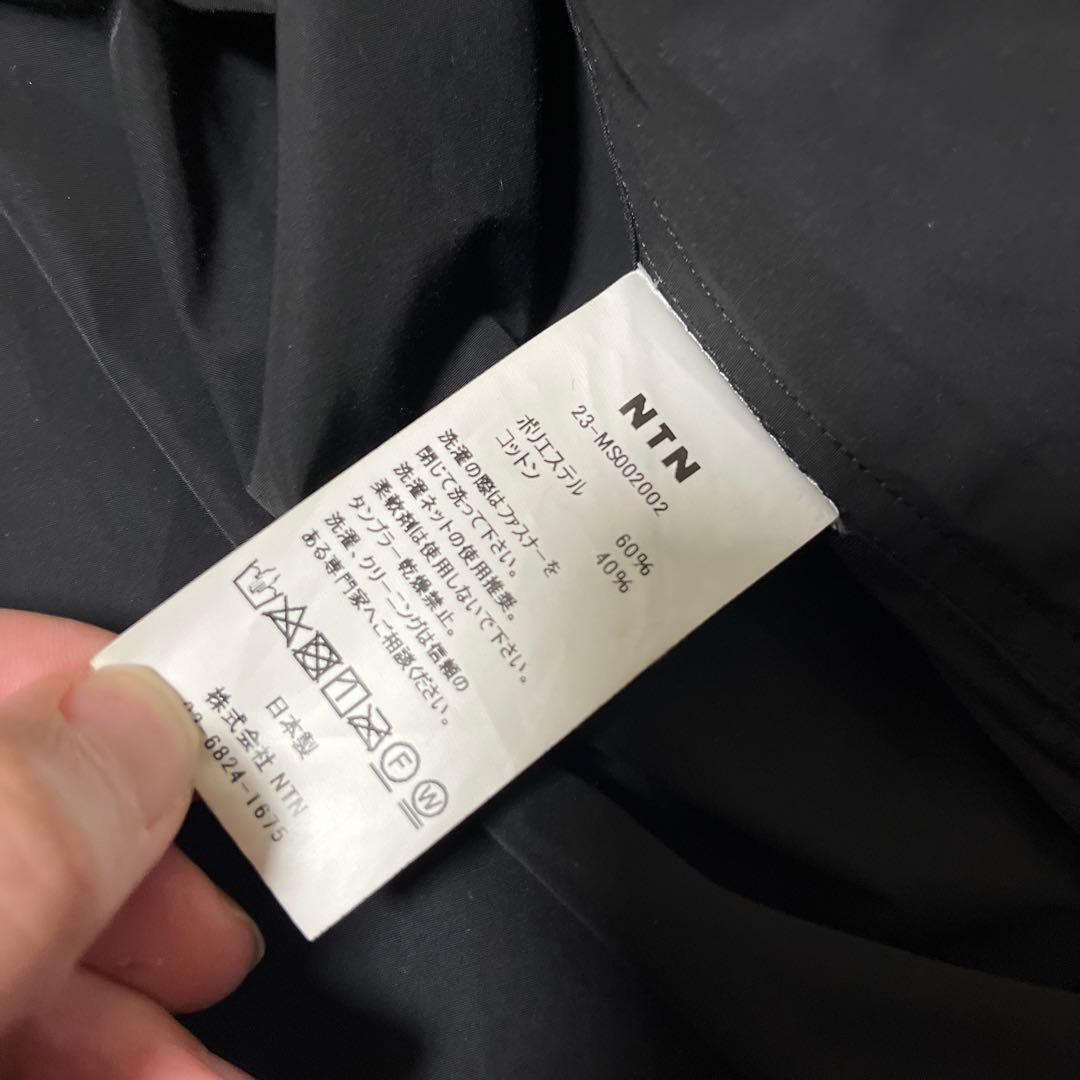 NTN
23-MS002002
ポリエステル 60%
コットン 40%
洗濯の際はファスナーを
閉じて洗って下さい。
洗濯ネットの使用推奨。
柔軟剤は使用しないで下さい。
タンブラー乾燥禁止。
洗濯、クリーニングは信頼の
ある専門家へご相談ください。
F W
日本製
株式会社 NTN
6824-1675